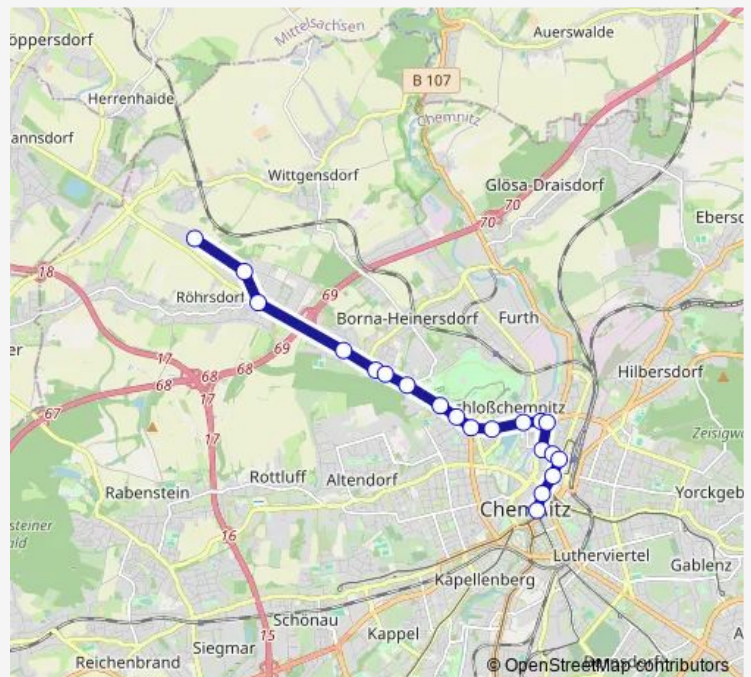 Mittelsachsen
öppersdorf
Auerswalde
B 107
Herrenhaide
Chemnitz
annsdorf
Wittgensdorf
Glösa-Draisdorf
70
70
Ebersd
18
Röhrsdorf
69
Borna-Heinersdorf
Furth
er
17
69
68
68
68
17
67
Hilbersdorf
hloßchemnitz
17
Zeisigw
Rottluff
Altendorf
Rabenstein
Yorckgeb
Chemnitz
steiner
ald
16
Lutherviertel
Gablenz
Kapellenberg
Schönau
15
Kappel
A
Siegmar
Reichenbrand
© OpenStreetMap contributors